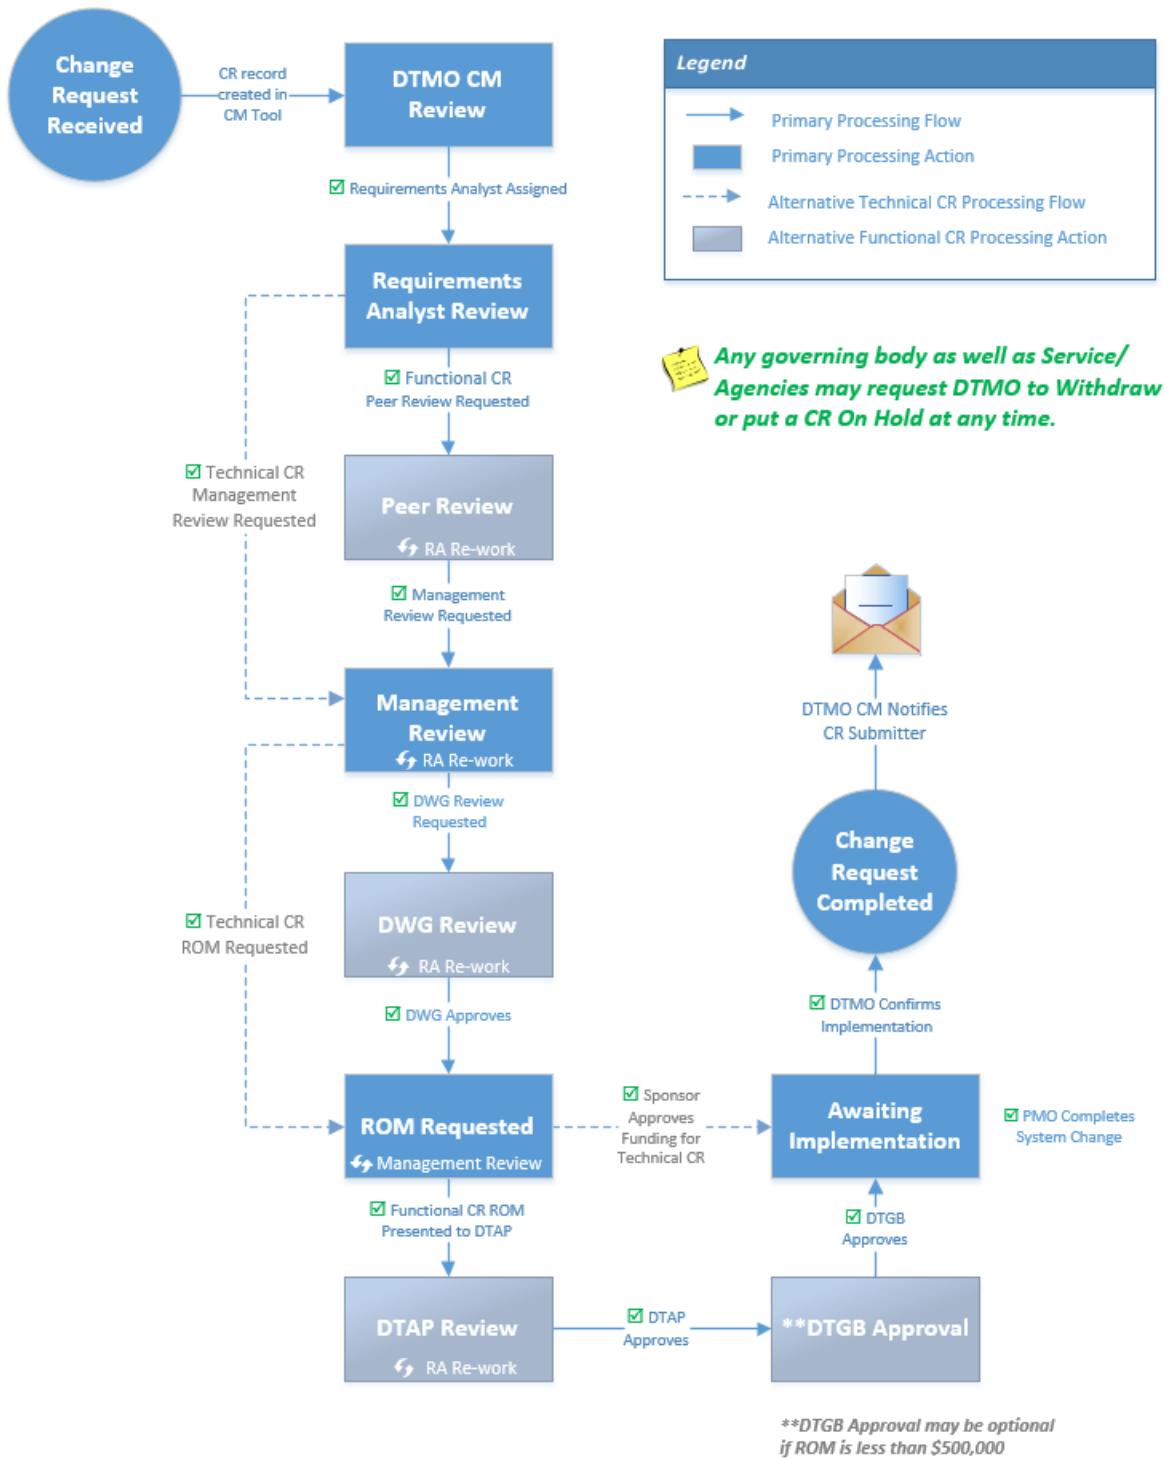 Change
Request
Received
CR record
created in
CM Tool
DTMO CM
Review
Legend
Primary Processing Flow
Primary Processing Action
Alternative Technical CR Processing Flow
Alternative Functional CR Processing Action
Requirements Analyst Assigned
Requirements
Analyst Review
Any governing body as well as Service/
Agencies may request DTMO to Withdraw
or put a CR On Hold at any time.
Functional CR
Peer Review Requested
Technical CR
Management
Review Requested
Peer Review
RA Re-work
Management
Review Requested
Management
Review
RA Re-work
DWG Review
Requested
Technical CR
ROM Requested
DWG Review
RA Re-work
DWG Approves
ROM Requested
Management Review
Sponsor
Approves
Funding for
Technical CR
Functional CR ROM
Presented to DTAP
DTAP Review
RA Re-work
DTAP
Approves
**DTGB Approval
**DTGB Approval may be optional
if ROM is less than $500,000
DTGB
Approves
Awaiting
Implementation
PMO Completes
System Change
DTMO Confirms
Implementation
Change
Request
Completed
DTMO CM Notifies
CR Submitter